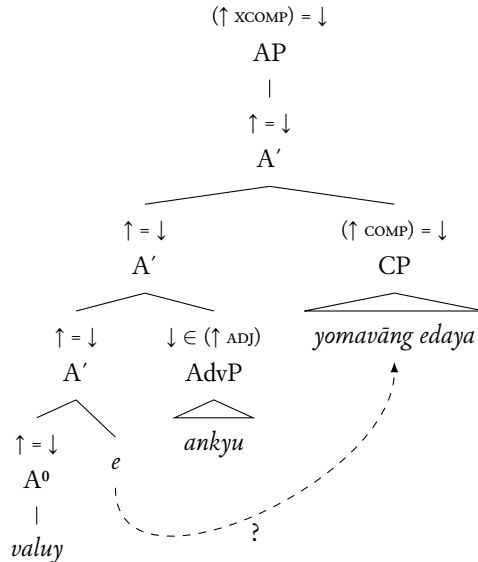 (↑ XCOMP) = ↓
AP
↑ = ↓
A′
↑ = ↓ (↑ COMP) = ↓
A′ CP
↑ = ↓ ↓ ∈ (↑ ADJ) yomavāng edaya
A′ AdvP
↑ = ↓ e ankyu
A⁰
?
valuy